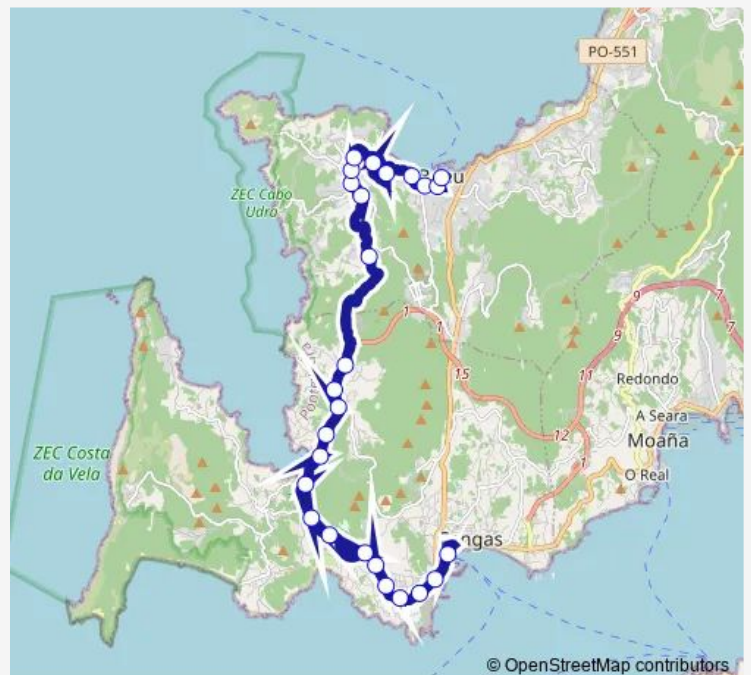 PO-551
ZEC Cabo
Udra
1
1
15
9
9
7
7
11
12
1
Redondo
A Seara
Moaña
O Real
ZEC Costa
da Vela
© OpenStreetMap contributors